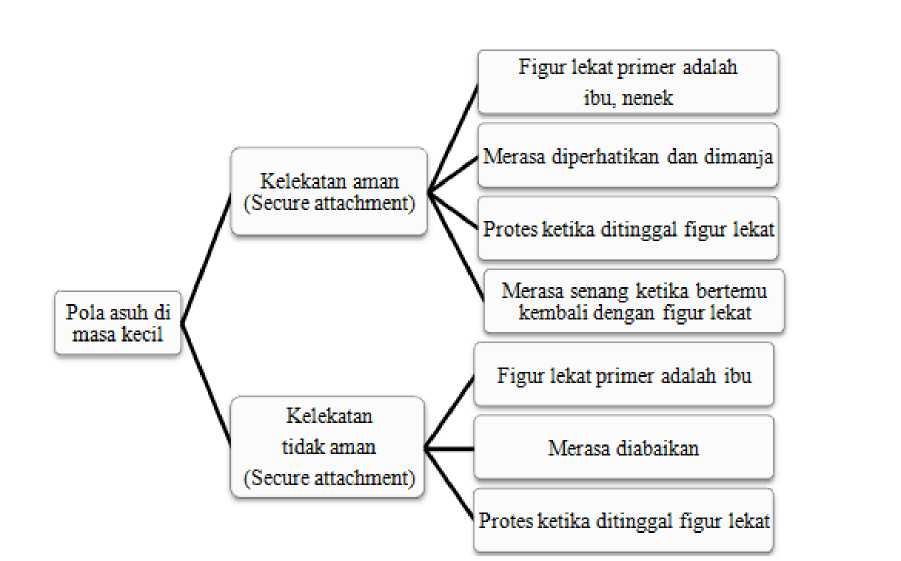 Pola asuh di
masa kecil
Kelekatan aman
(Secure attachment)
Figur lekat primer adalah
ibu, nenek
Merasa diperhatikan dan dimanja
Protes ketika ditinggal figur lekat
Merasa senang ketika bertemu
kembali dengan figur lekat
Kelekatan
tidak aman
(Secure attachment)
Figur lekat primer adalah ibu
Merasa diabaikan
Protes ketika ditinggal figur lekat